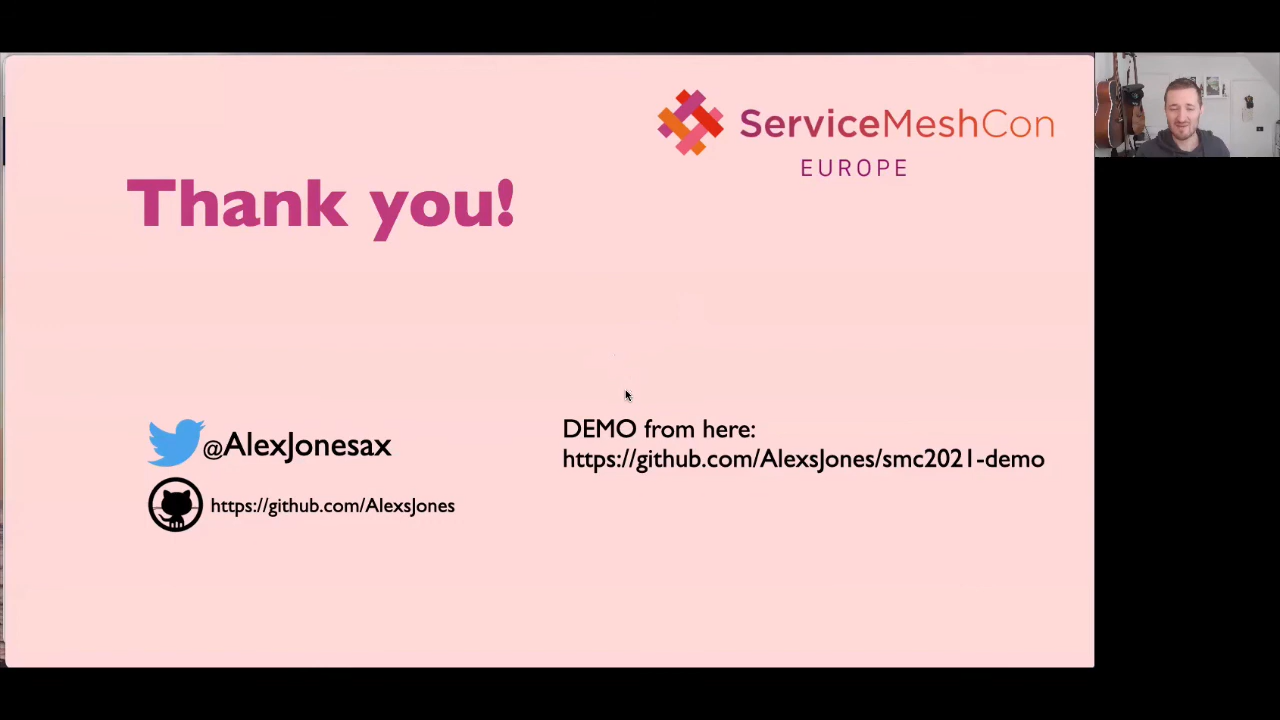 ServiceMeshCon
EUROPE
Thank you!
@AlexJonesax
https://github.com/AlexsJones
DEMO from here:
https://github.com/AlexsJones/smc2021-demo